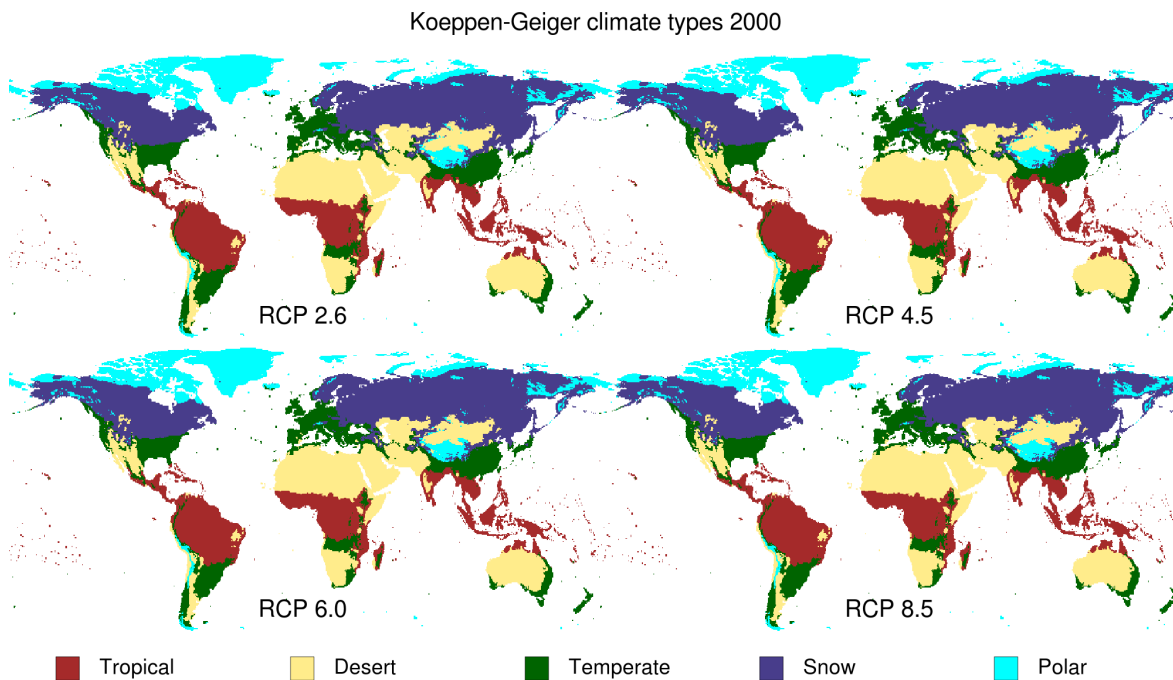 Koeppen-Geiger climate types 2000
RCP 2.6
RCP 4.5
RCP 6.0
RCP 8.5
Tropical
Desert
Temperate
Snow
Polar